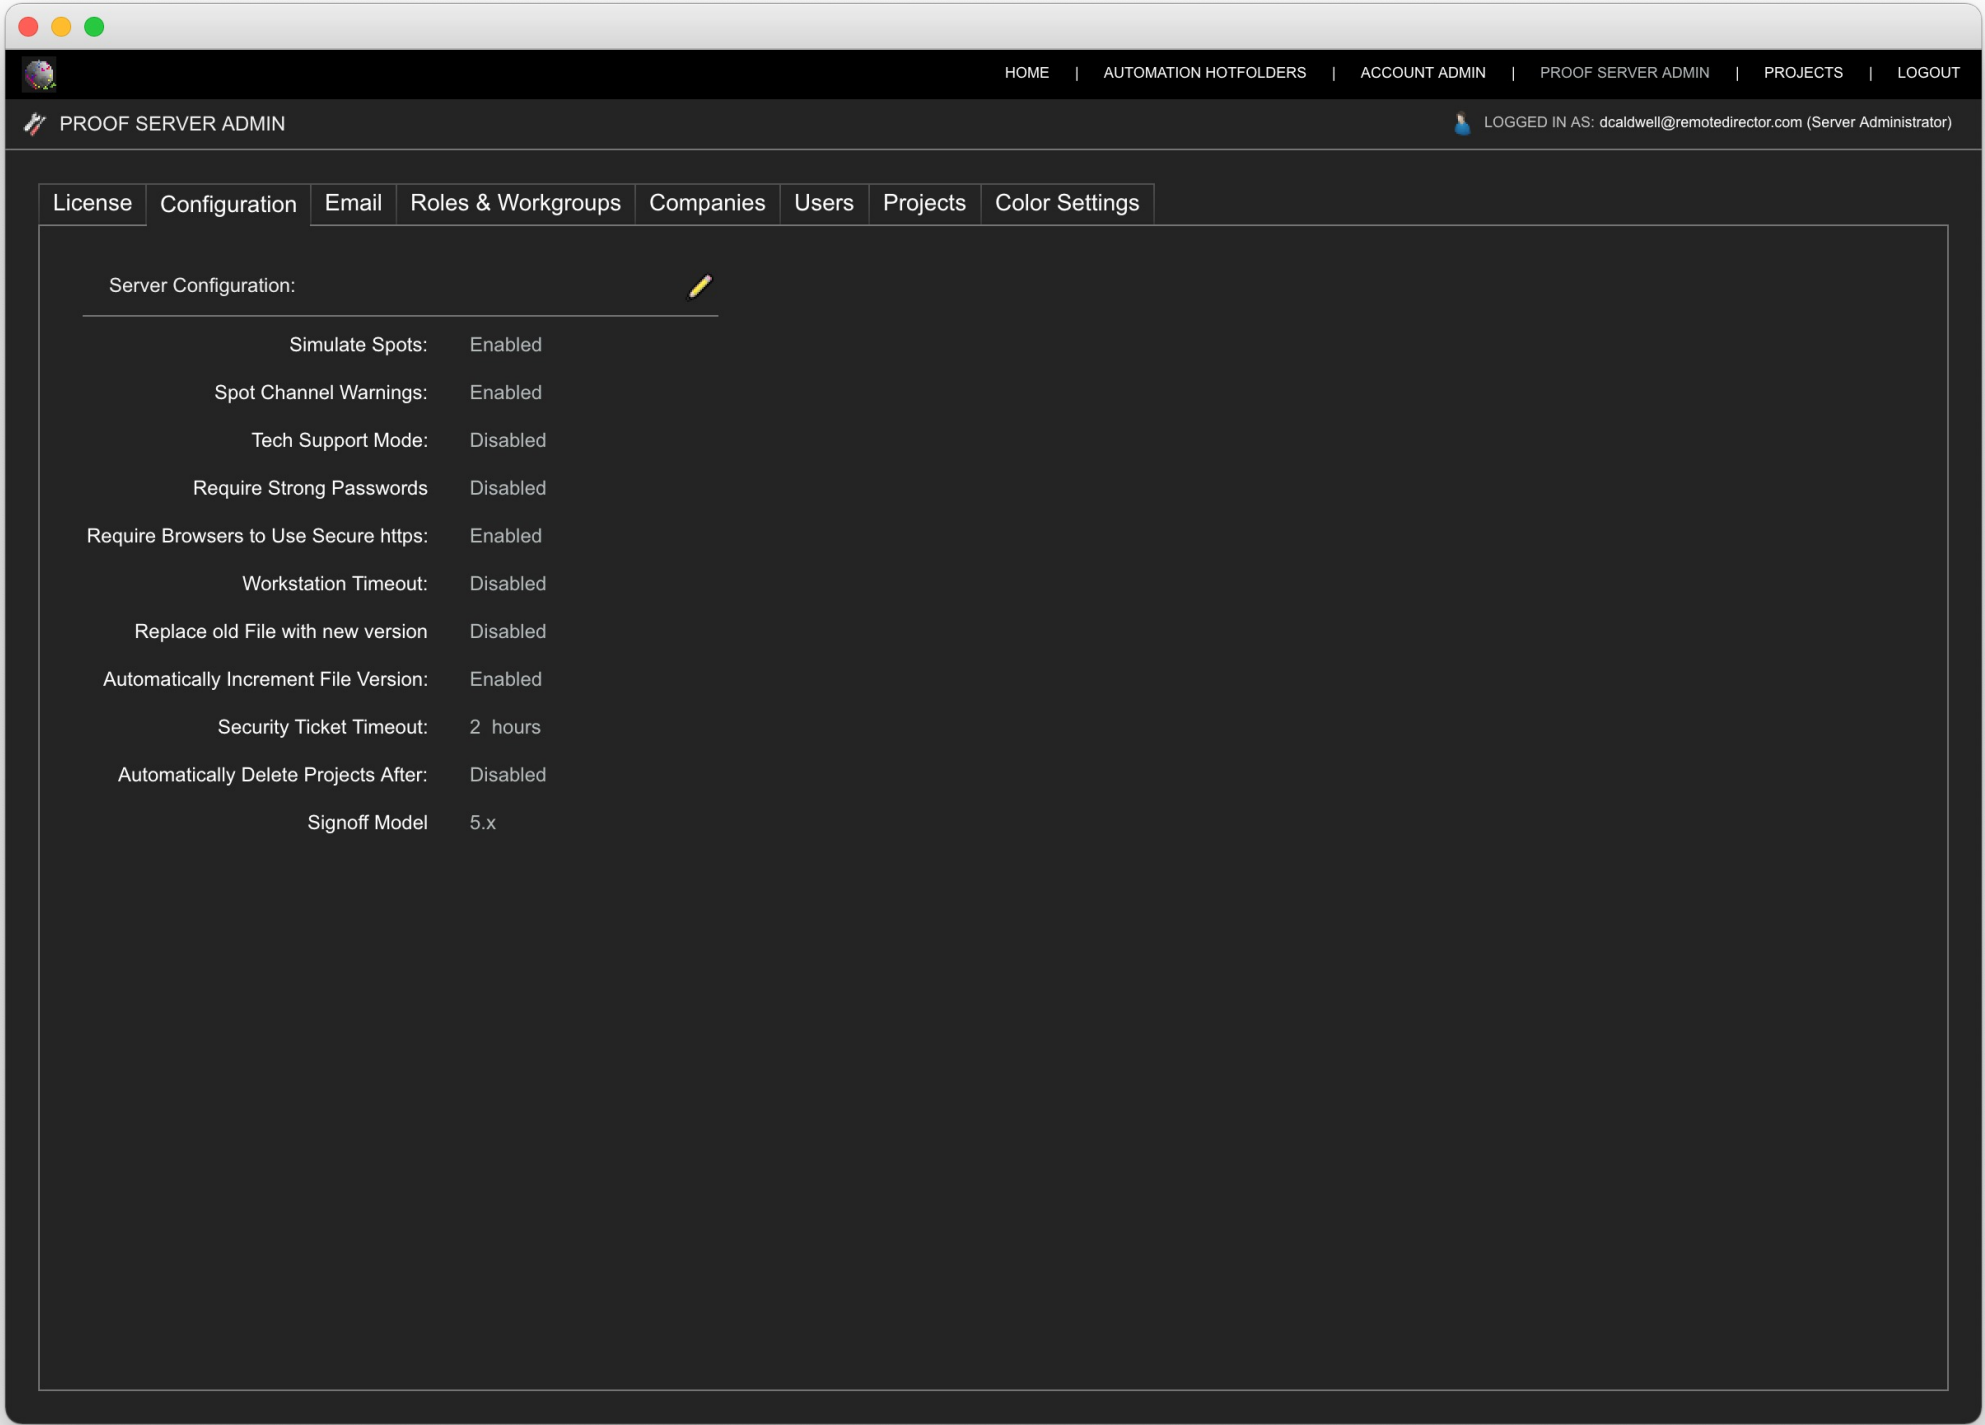 HOME | AUTOMATION HOTFOLDERS | ACCOUNT ADMIN | PROOF SERVER ADMIN | PROJECTS | LOGOUT
PROOF SERVER ADMIN
LOGGED IN AS: dcaldwell@remotedirector.com (Server Administrator)
License Configuration Email Roles & Workgroups Companies Users Projects Color Settings
Server Configuration:
Simulate Spots: Enabled
Spot Channel Warnings: Enabled
Tech Support Mode: Disabled
Require Strong Passwords Disabled
Require Browsers to Use Secure https: Enabled
Workstation Timeout: Disabled
Replace old File with new version Disabled
Automatically Increment File Version: Enabled
Security Ticket Timeout: 2 hours
Automatically Delete Projects After: Disabled
Signoff Model 5.x